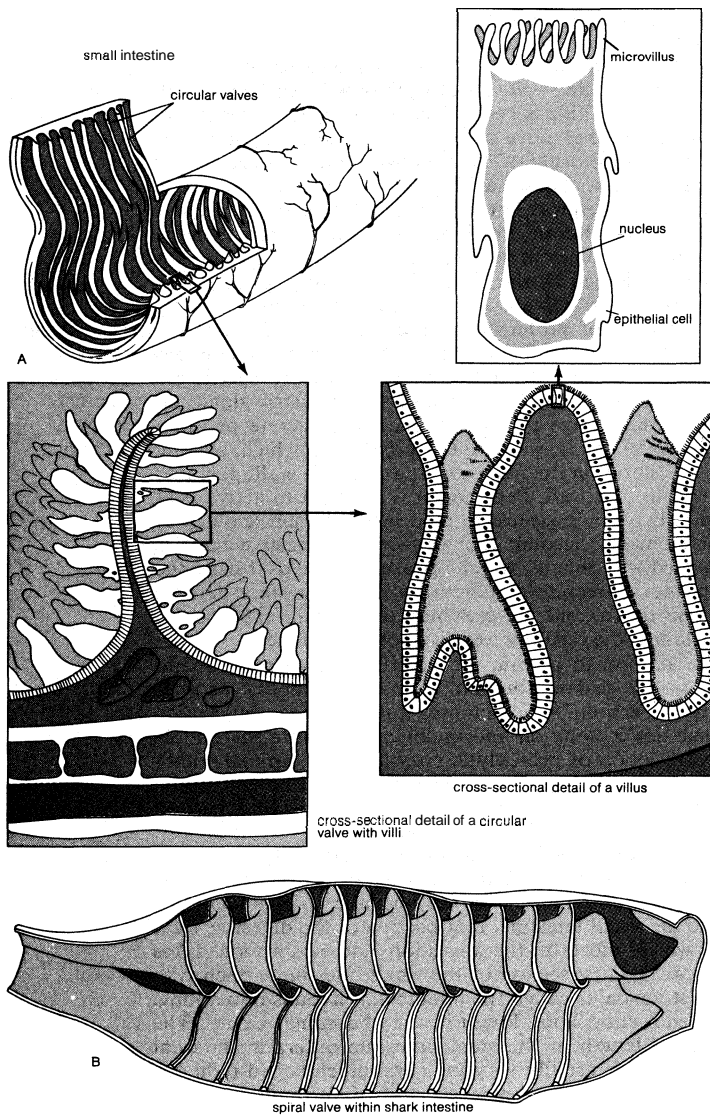 small intestine
circular valves
microvillus
nucleus
epithelial cell
A
cross-sectional detail of a villus
cross-sectional detail of a circular
valve with villi
B
spiral valve within shark intestine